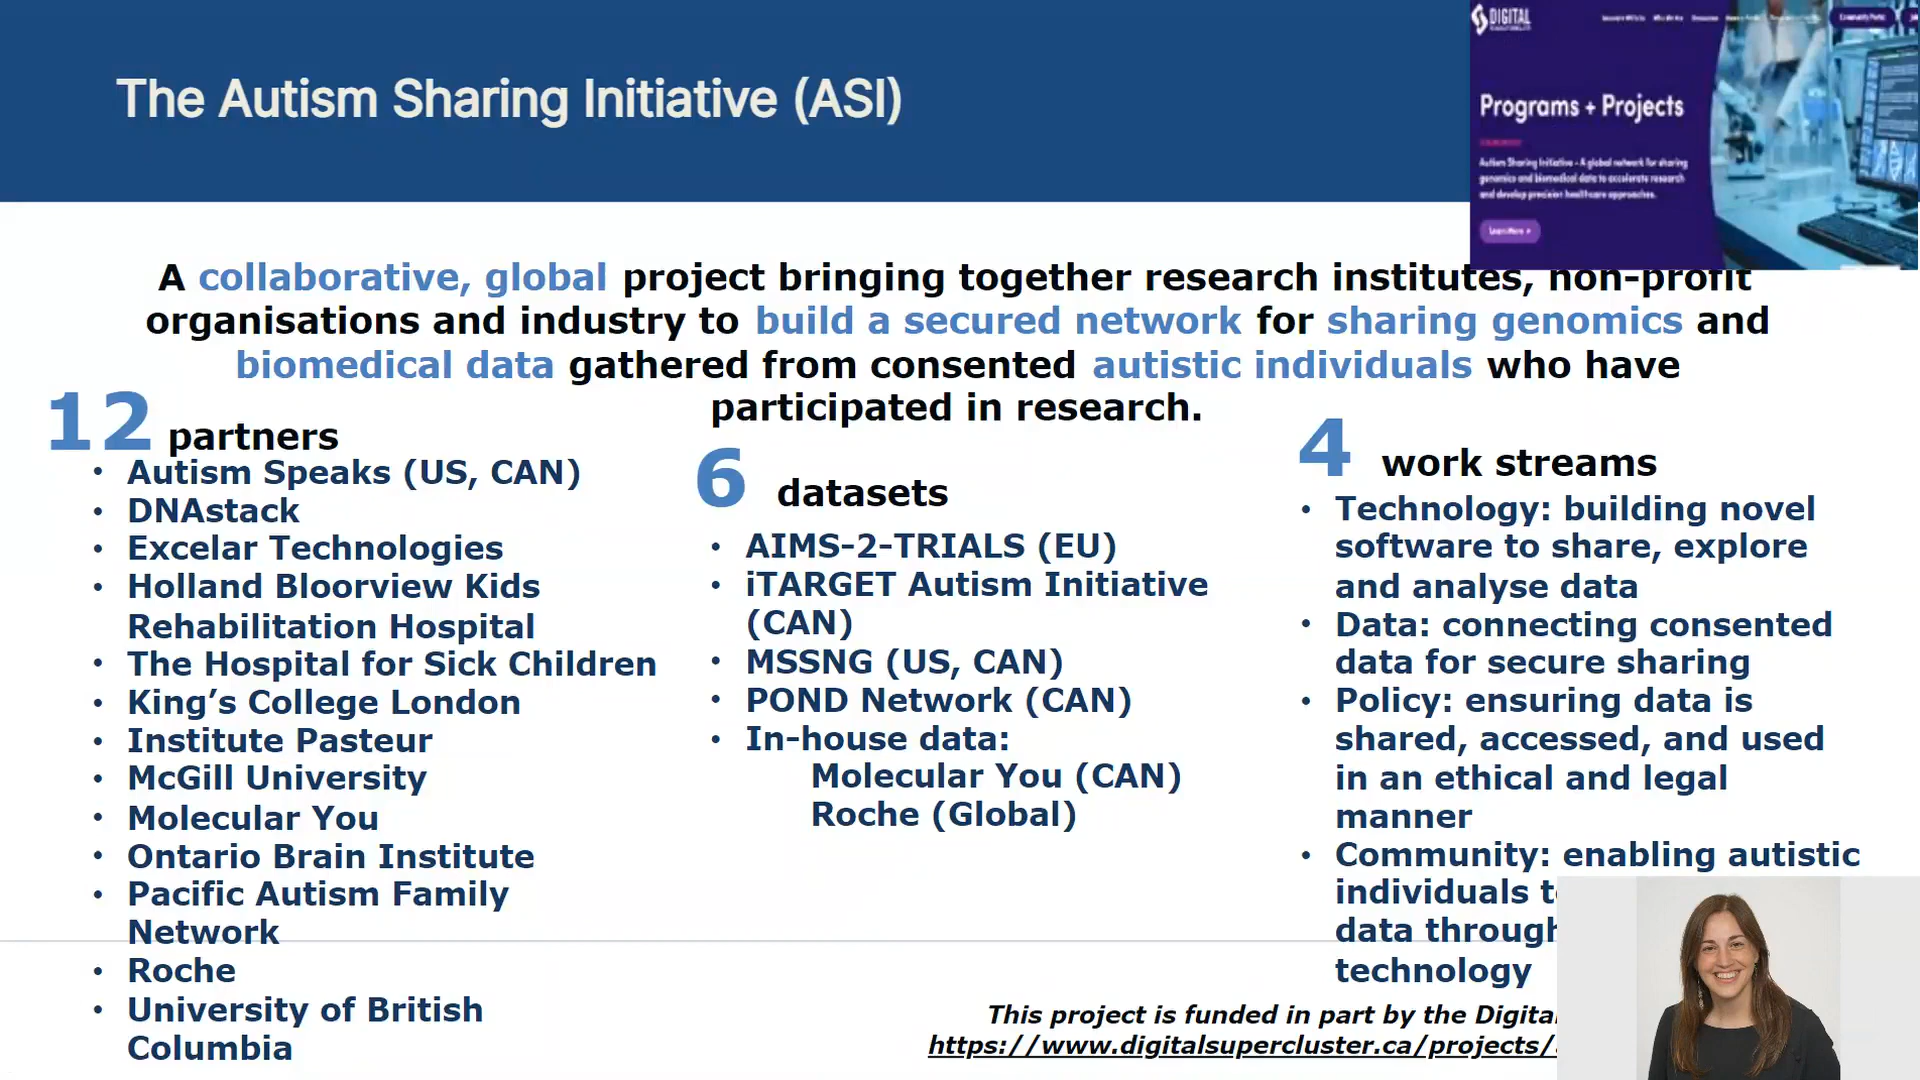 The Autism Sharing Initiative (ASI)
DIGITAL
Programs + Projects
Autism Sharing Initiative - A global network for sharing
genomics and biomedical data to accelerate research
and develop precision healthcare approaches.
Learn More
A collaborative, global project bringing together research institutes, non-profit
organisations and industry to build a secured network for sharing genomics and
biomedical data gathered from consented autistic individuals who have
participated in research.
12 partners
• Autism Speaks (US, CAN)
• DNAstack
• Excelar Technologies
• Holland Bloorview Kids
Rehabilitation Hospital
• The Hospital for Sick Children
• King’s College London
• Institute Pasteur
• McGill University
• Molecular You
• Ontario Brain Institute
• Pacific Autism Family
Network
• Roche
• University of British
Columbia
6 datasets
• AIMS-2-TRIALS (EU)
• iTARGET Autism Initiative
(CAN)
• MSSNG (US, CAN)
• POND Network (CAN)
• In-house data:
Molecular You (CAN)
Roche (Global)
4 work streams
• Technology: building novel
software to share, explore
and analyse data
• Data: connecting consented
data for secure sharing
• Policy: ensuring data is
shared, accessed, and used
in an ethical and legal
manner
• Community: enabling autistic
individuals
data through
technology
This project is funded in part by the Digital
https://www.digitalsupercluster.ca/projects/